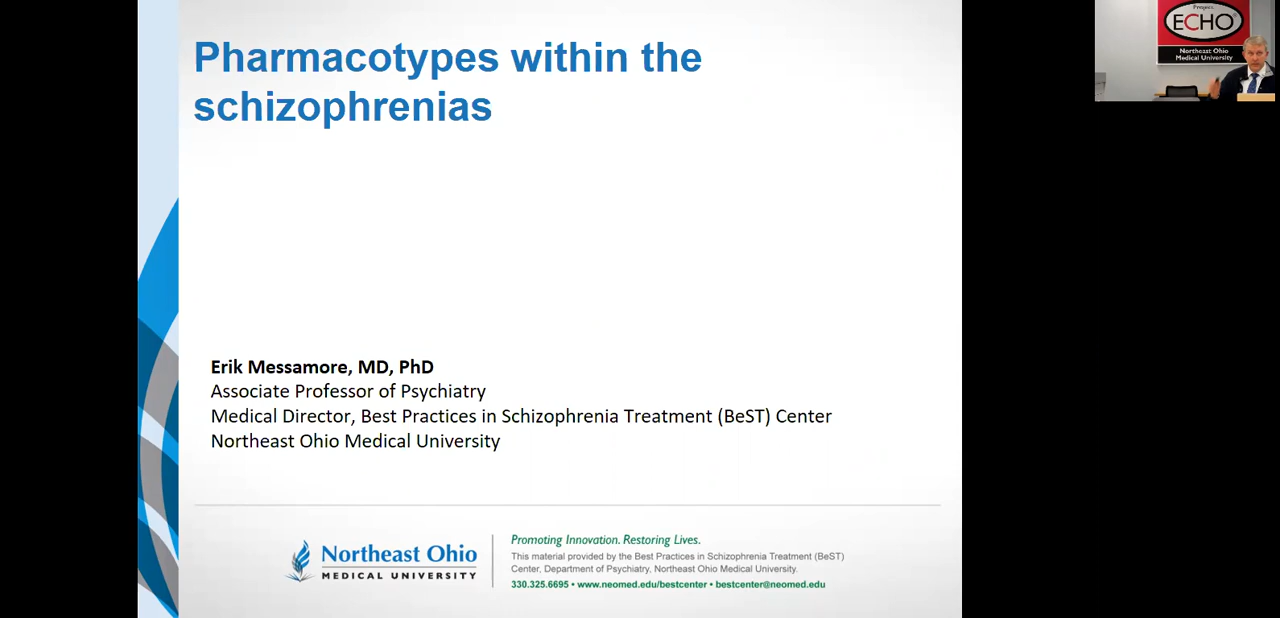 Pharmacotypes within the
schizophrenias
Erik Messamore, MD, PhD
Associate Professor of Psychiatry
Medical Director, Best Practices in Schizophrenia Treatment (BeST) Center
Northeast Ohio Medical University
Northeast Ohio
MEDICAL UNIVERSITY
Promoting Innovation. Restoring Lives.
This material provided by the Best Practices in Schizophrenia Treatment (BeST)
Center, Department of Psychiatry, Northeast Ohio Medical University.
330.325.6695 • www.neomed.edu/bestcenter • bestcenter@neomed.edu
Project
ECHO®
Northeast Ohio
Medical University